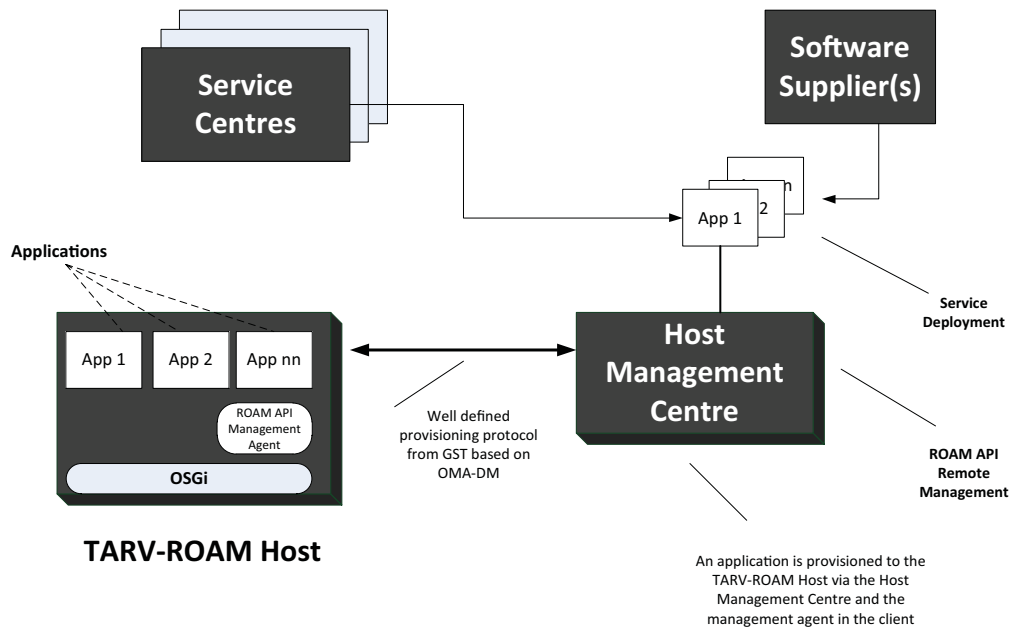 Service
Centres
Software
Supplier(s)
n
2
App 1
Applications
Service
Deployment
App 1
App 2
App nn
ROAM API
Management
Agent
OSGi
Host
Management
Centre
Well defined
provisioning protocol
from GST based on
OMA-DM
ROAM API
Remote
Management
TARV-ROAM Host
An application is provisioned to the
TARV-ROAM Host via the Host
Management Centre and the
management agent in the client